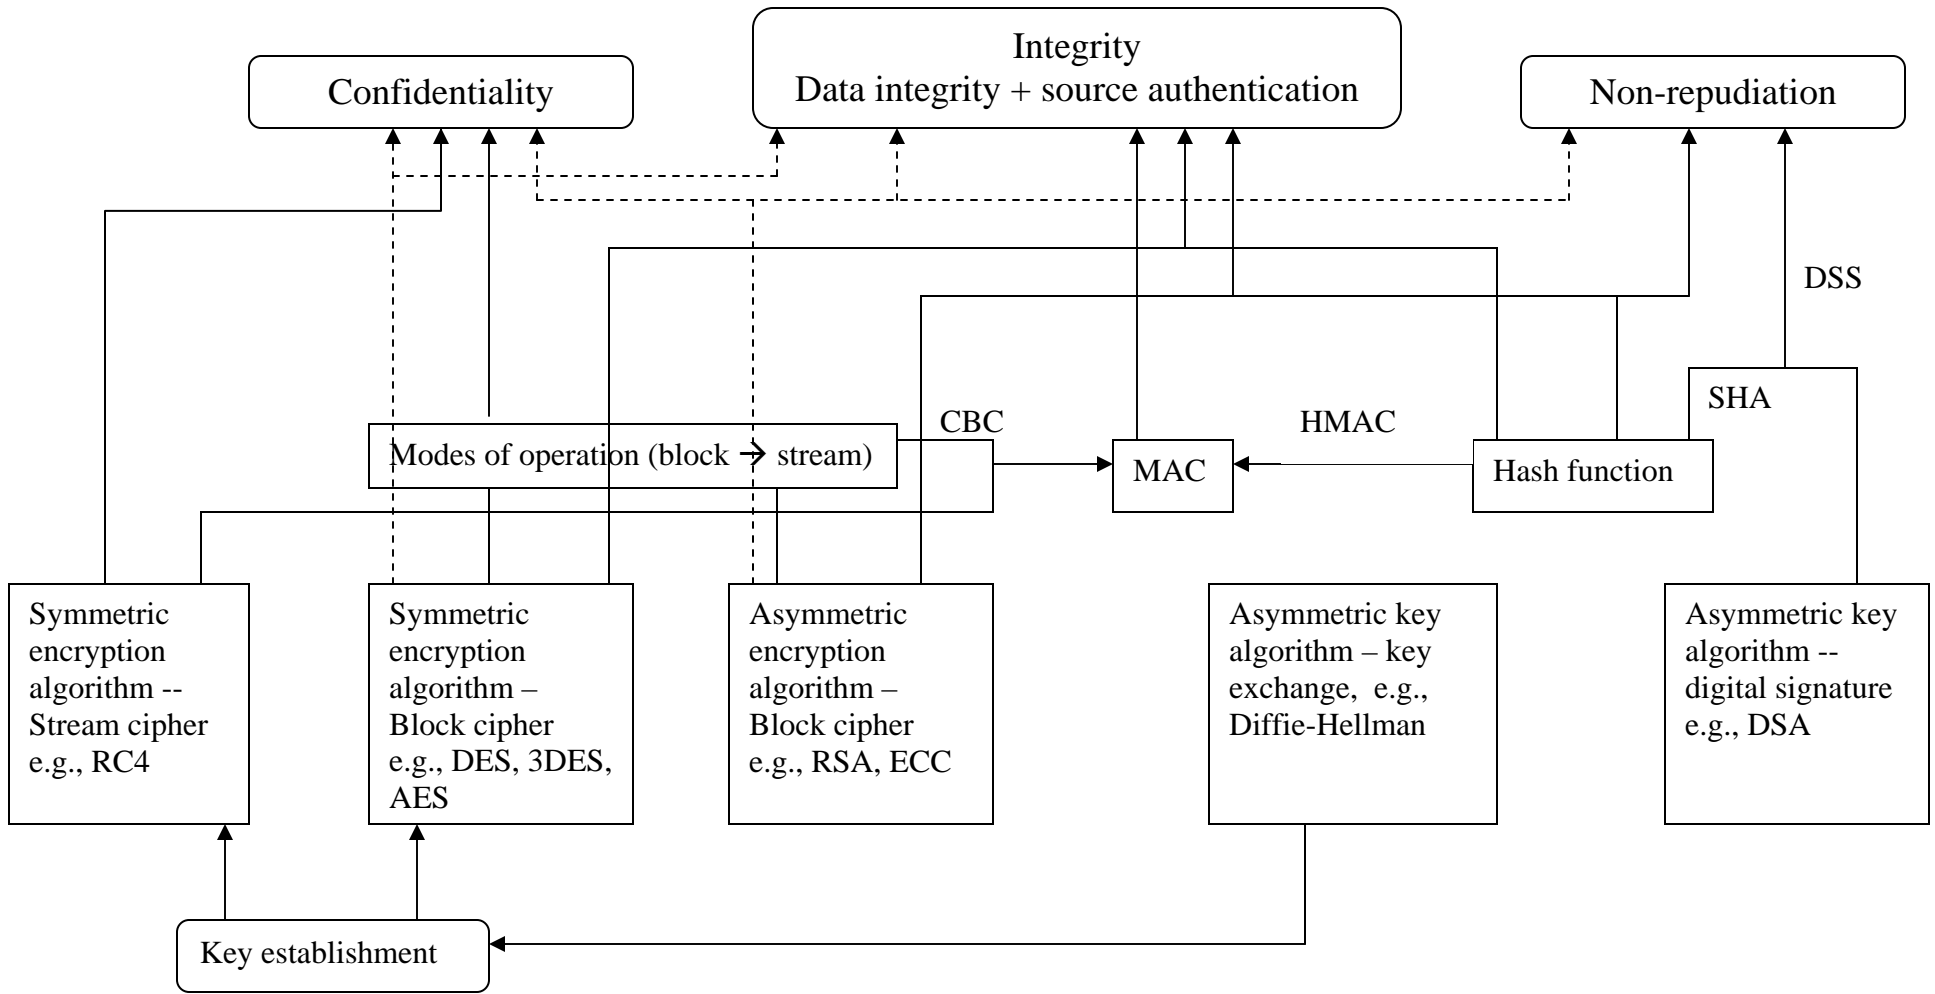 Integrity
Data integrity + source authentication
Confidentiality
Non-repudiation
DSS
SHA
CBC
HMAC
Modes of operation (block → stream)
MAC
Hash function
Symmetric
encryption
algorithm --
Stream cipher
e.g., RC4
Symmetric
encryption
algorithm –
Block cipher
e.g., DES, 3DES,
AES
Asymmetric
encryption
algorithm –
Block cipher
e.g., RSA, ECC
Asymmetric key
algorithm – key
exchange, e.g.,
Diffie-Hellman
Asymmetric key
algorithm --
digital signature
e.g., DSA
Key establishment